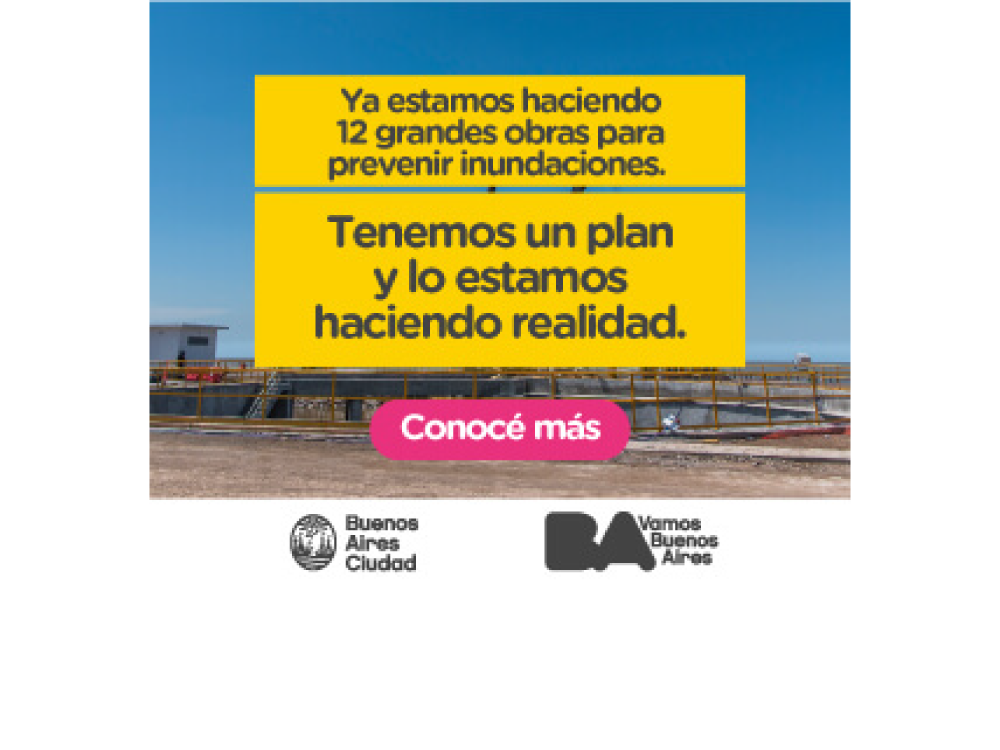 Ya estamos haciendo
12 grandes obras para
prevenir inundaciones.
Tenemos un plan
y lo estamos
haciendo realidad.
Conocé más
Buenos
Aires
Ciudad
BA
Vamos
Buenos
Aires